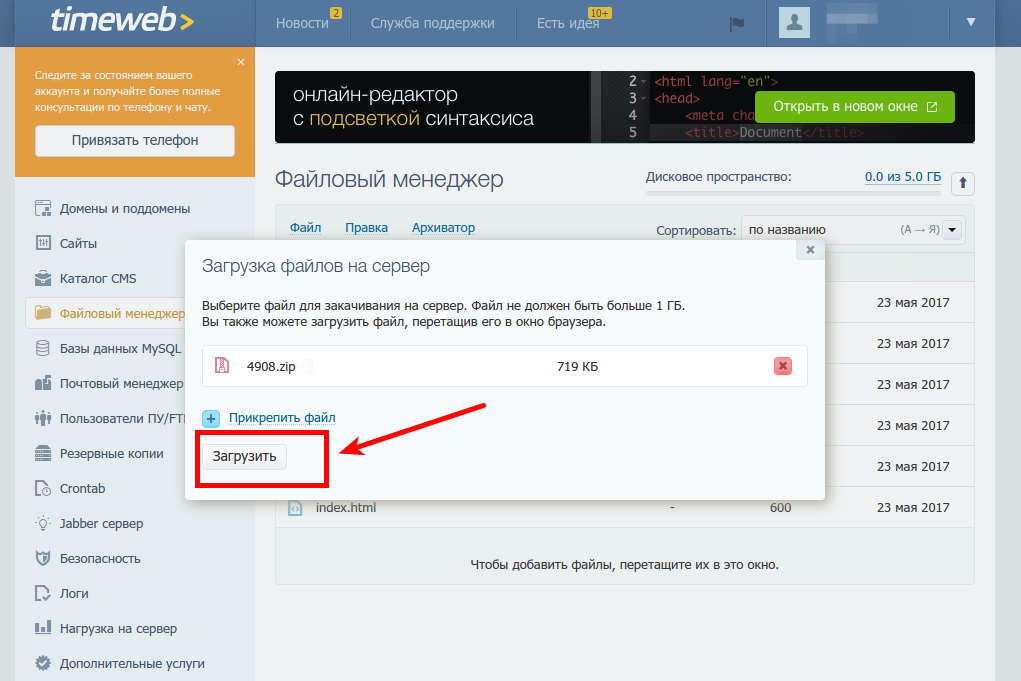 timeweb>
Новости 2
Служба поддержки
Есть идея 10+
Следите за состоянием вашего
аккаунта и получайте более полные
консультации по телефону и чату.
Привязать телефон
Домены и поддомены
Сайты
Каталог CMS
Файловый менеджер
Базы данных MySQL
Почтовый менеджер
Пользователи ПУ/FT
Резервные копии
Crontab
Jabber сервер
Безопасность
Логи
Нагрузка на сервер
Дополнительные услуги
онлайн-редактор
с подсветкой синтаксиса
2 <html lang="en">
3 <head>
4 <meta cha
5 <title>Document</title>
Открыть в новом окне
Файловый менеджер
Дисковое пространство: 0.0 из 5.0 ГБ
Файл Правка Архиватор
Сортировать: по названию (А → Я)
Загрузка файлов на сервер
Выберите файл для закачивания на сервер. Файл не должен быть больше 1 ГБ.
Вы также можете загрузить файл, перетащив его в окно браузера.
4908.zip 719 КБ
Прикрепить файл
Загрузить
23 мая 2017
23 мая 2017
23 мая 2017
23 мая 2017
23 мая 2017
index.html - 600 23 мая 2017
Чтобы добавить файлы, перетащите их в это окно.